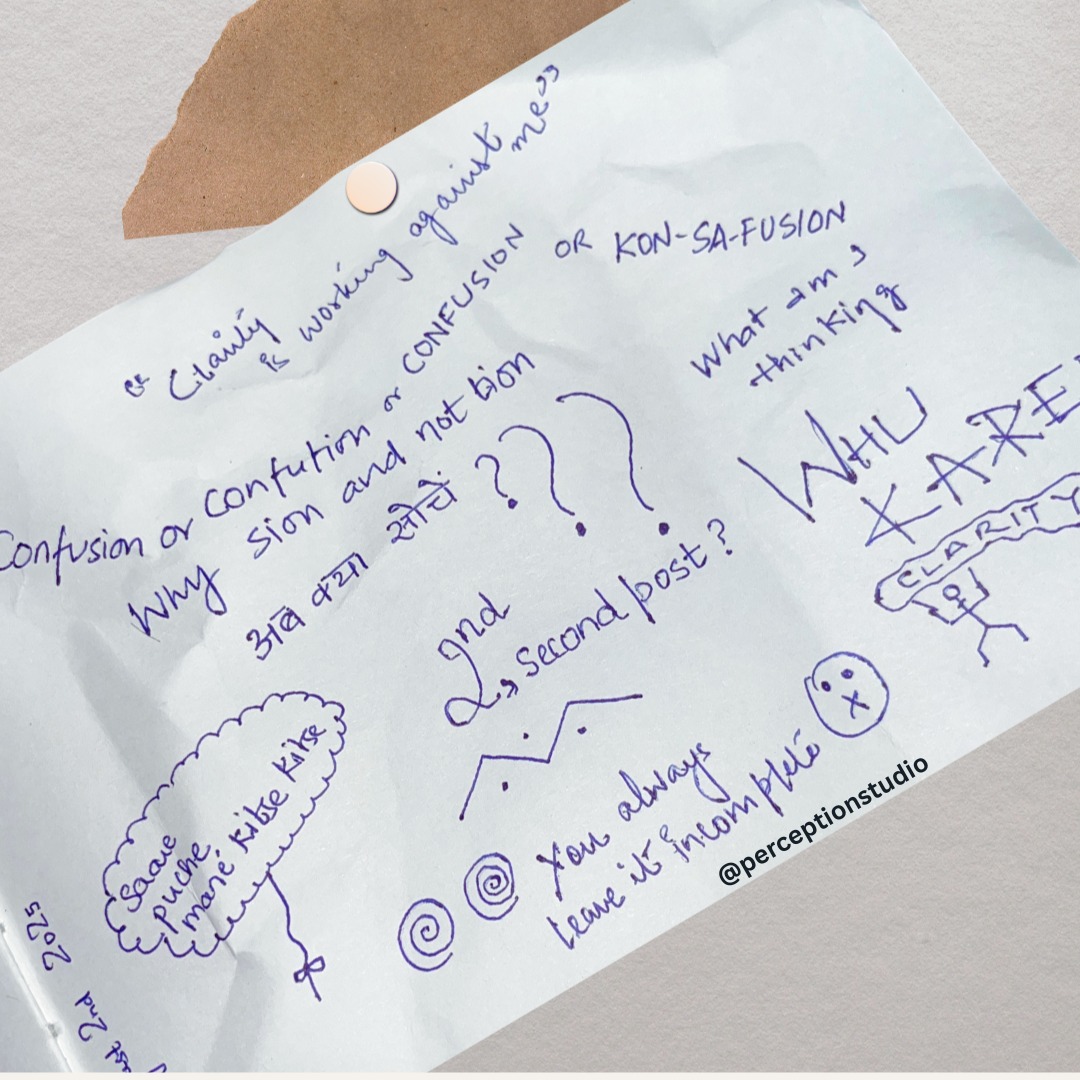 "Clarity
is working against
me"
Confusion or confution or CONFUSION OR KON-SA-FUSION
Why sion and not tion
अब क्या सोचें ???
What am I
thinking
WHU
KARE
CLARITY
2nd
second post?
Saare
puche
mané kitse kitse
You always
leave it incomplete
@perceptionstudio
2nd 2025